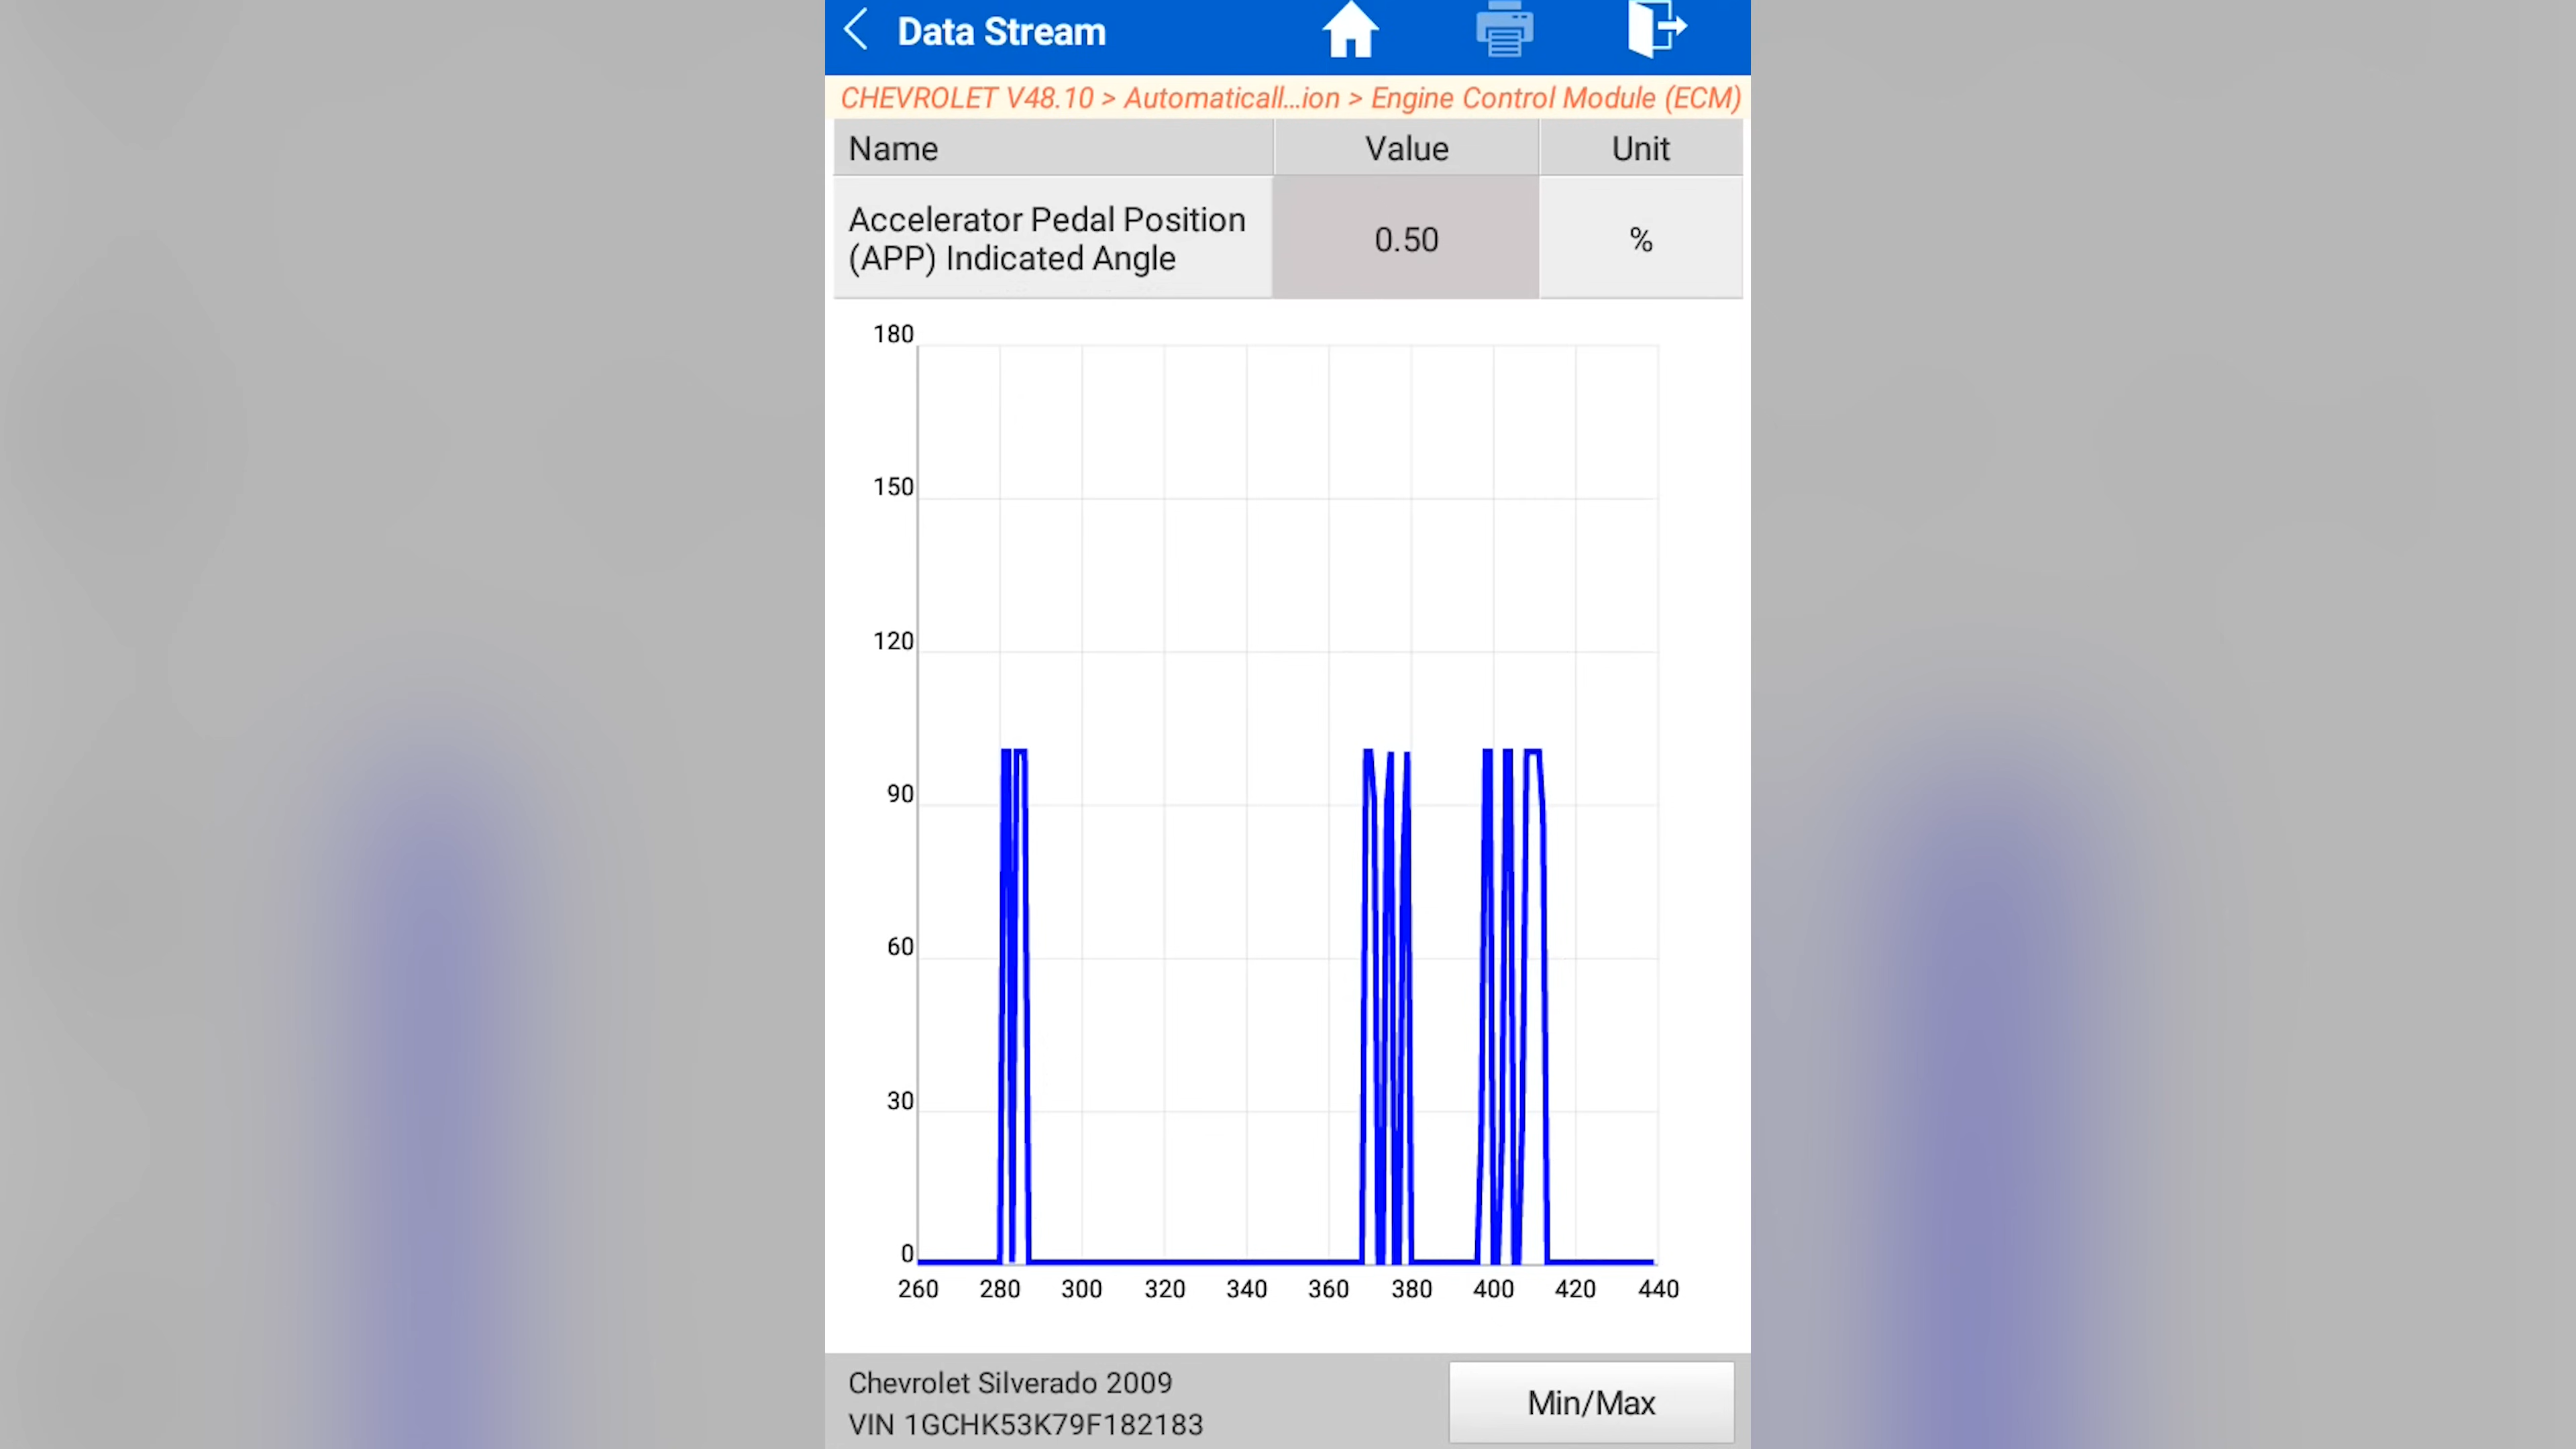 Data Stream
CHEVROLET V48.10 > Automaticall...ion > Engine Control Module (ECM)
Name Value Unit
Accelerator Pedal Position
(APP) Indicated Angle
0.50 %
180
150
120
90
60
30
0
260 280 300 320 340 360 380 400 420 440
Chevrolet Silverado 2009
VIN 1GCHK53K79F182183
Min/Max